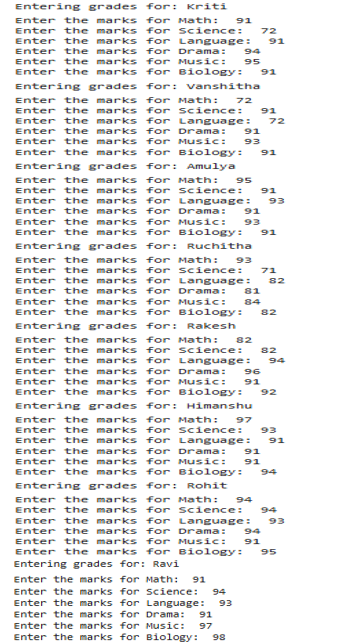 Entering grades for: Kriti
Enter the marks for Math: 91
Enter the marks for Science: 72
Enter the marks for Language: 91
Enter the marks for Drama: 94
Enter the marks for Music: 95
Enter the marks for Biology: 91
Entering grades for: Vanshitha
Enter the marks for Math: 72
Enter the marks for Science: 91
Enter the marks for Language: 72
Enter the marks for Drama: 91
Enter the marks for Music: 93
Enter the marks for Biology: 91
Entering grades for: Amulya
Enter the marks for Math: 95
Enter the marks for Science: 91
Enter the marks for Language: 93
Enter the marks for Drama: 91
Enter the marks for Music: 93
Enter the marks for Biology: 91
Entering grades for: Ruchitha
Enter the marks for Math: 93
Enter the marks for Science: 71
Enter the marks for Language: 82
Enter the marks for Drama: 81
Enter the marks for Music: 84
Enter the marks for Biology: 82
Entering grades for: Rakesh
Enter the marks for Math: 82
Enter the marks for Science: 82
Enter the marks for Language: 94
Enter the marks for Drama: 96
Enter the marks for Music: 91
Enter the marks for Biology: 92
Entering grades for: Himanshu
Enter the marks for Math: 97
Enter the marks for Science: 93
Enter the marks for Language: 91
Enter the marks for Drama: 91
Enter the marks for Music: 91
Enter the marks for Biology: 94
Entering grades for: Rohit
Enter the marks for Math: 94
Enter the marks for Science: 94
Enter the marks for Language: 93
Enter the marks for Drama: 94
Enter the marks for Music: 91
Enter the marks for Biology: 95
Entering grades for: Ravi
Enter the marks for Math: 91
Enter the marks for Science: 94
Enter the marks for Language: 93
Enter the marks for Drama: 91
Enter the marks for Music: 97
Enter the marks for Biology: 98